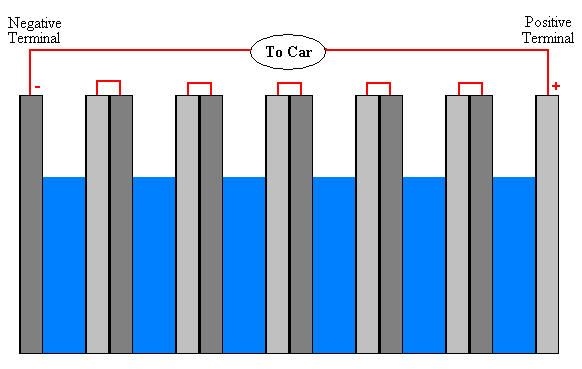 Negative
Terminal
Positive
Terminal
To Car
-
+